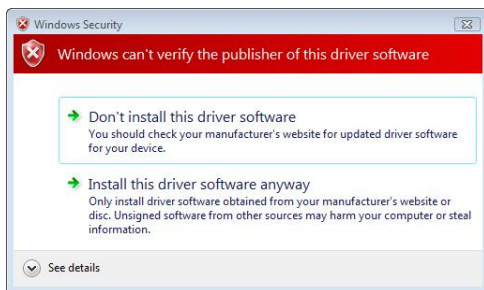 Windows Security
Windows can't verify the publisher of this driver software
Don't install this driver software
You should check your manufacturer's website for updated driver software
for your device.
Install this driver software anyway
Only install driver software obtained from your manufacturer's website or
disc. Unsigned software from other sources may harm your computer or steal
information.
See details